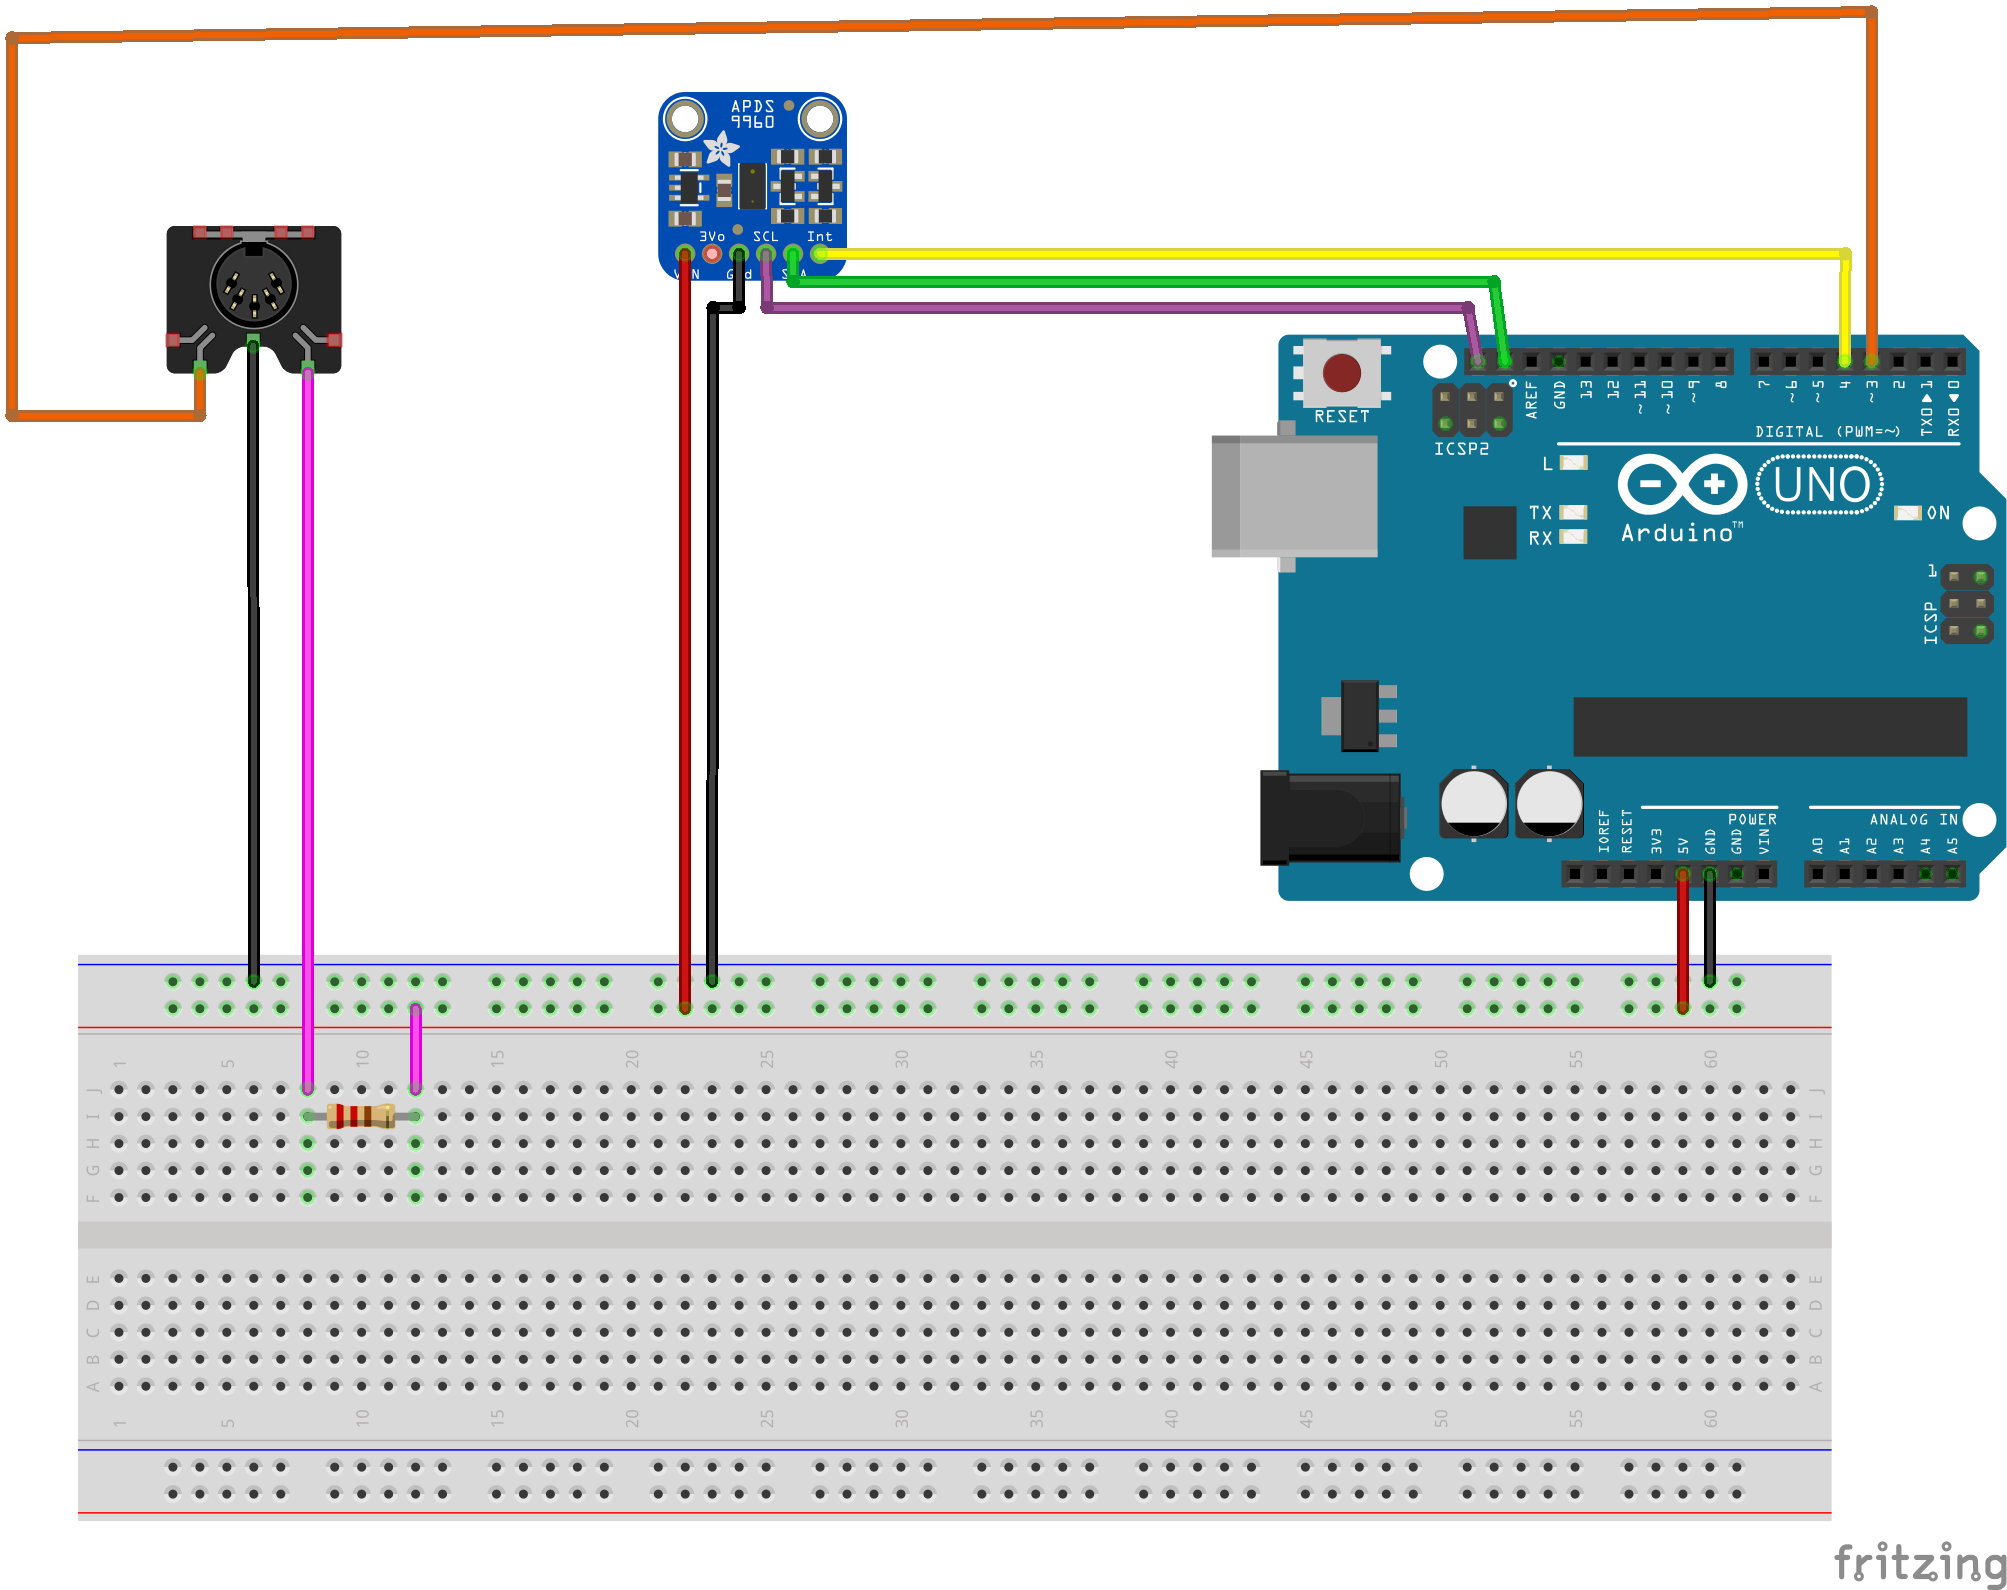 APDS
9960
3Vo
SCL
Int
VIN
Gnd
SDA
RESET
ICSP2
AREF
GND
13
12
~11
~10
~9
8
7
~6
~5
4
~3
2
TX0▶1
RX0◀0
DIGITAL (PWM=~)
L
TX
RX
UNO
Arduino™
ON
1
ICSP
IOREF
RESET
3V3
5V
GND
GND
VIN
POWER
A0
A1
A2
A3
A4
A5
ANALOG IN
1
5
10
15
20
25
30
35
40
45
50
55
60
J
I
H
G
F
J
I
H
G
F
E
D
C
B
A
E
D
C
B
A
1
5
10
15
20
25
30
35
40
45
50
55
60
fritzing